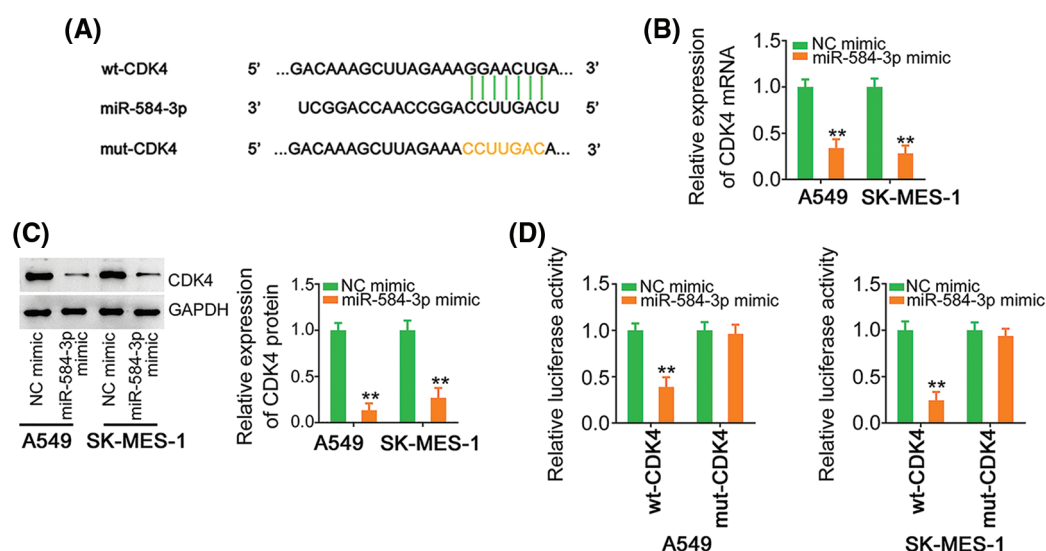 (A)
wt-CDK4 5’ ...GACAAAGCUUAGAAAGGAACUGA... 3’
miR-584-3p 3’ UCGGACCAACCGGACCUUGACU 5’
mut-CDK4 5’ ...GACAAAGCUUAGAAACCUUGACA... 3’
(B)
Relative expression
of CDK4 mRNA
1.5
1.0
0.5
0.0
NC mimic
miR-584-3p mimic
**
**
A549 SK-MES-1
(C)
CDK4
GAPDH
NC mimic
miR-584-3p
mimic
NC mimic
miR-584-3p
mimic
A549 SK-MES-1
Relative expression
of CDK4 protein
1.5
1.0
0.5
0.0
NC mimic
miR-584-3p mimic
**
**
A549 SK-MES-1
(D)
Relative luciferase activity
1.5
1.0
0.5
0.0
NC mimic
miR-584-3p mimic
**
wt-CDK4
mut-CDK4
A549
Relative luciferase activity
1.5
1.0
0.5
0.0
NC mimic
miR-584-3p mimic
**
wt-CDK4
mut-CDK4
SK-MES-1